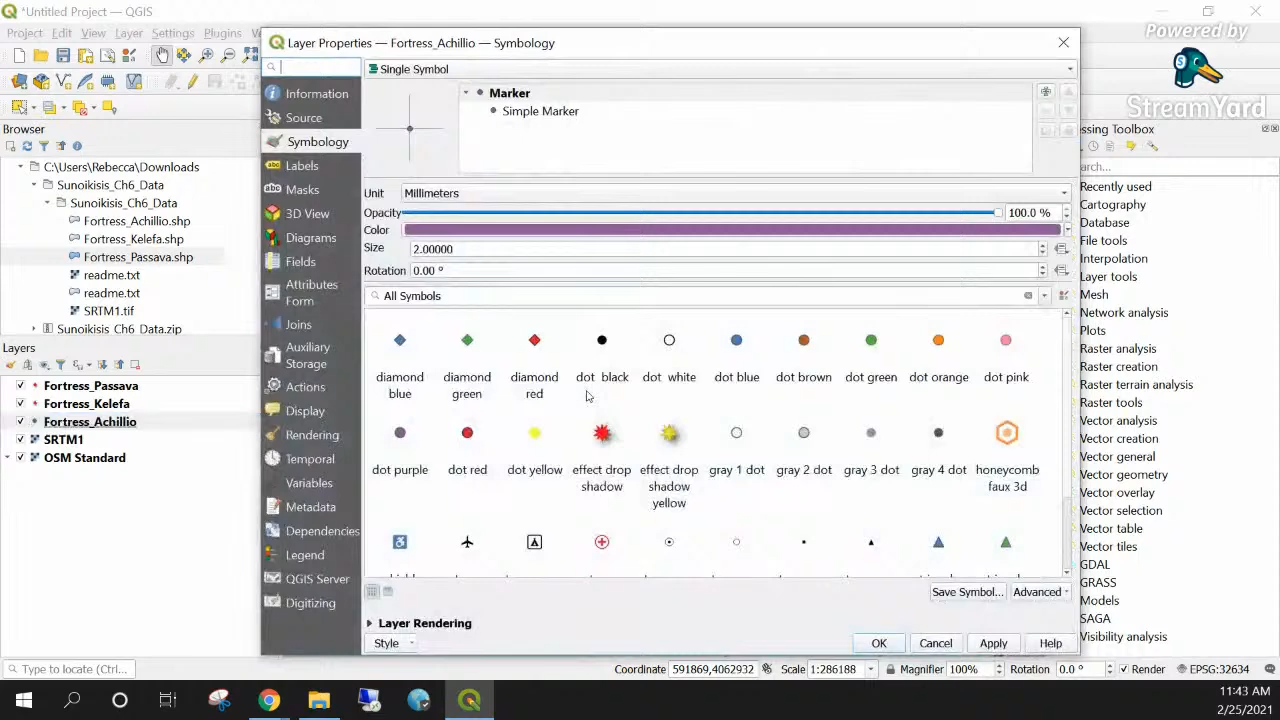 *Untitled Project — QGIS
Powered by
StreamYard
Project Edit View Layer Settings Plugins
Layer Properties — Fortress_Achillio — Symbology
Information
Source
Symbology
Labels
Masks
3D View
Diagrams
Fields
Attributes
Form
Joins
Auxiliary
Storage
Actions
Display
Rendering
Temporal
Variables
Metadata
Dependencies
Legend
QGIS Server
Digitizing
Single Symbol
Marker
Simple Marker
Unit Millimeters
Opacity 100.0 %
Color
Size 2.00000
Rotation 0.00 °
All Symbols
diamond blue
diamond green
diamond red
dot black
dot white
dot blue
dot brown
dot green
dot orange
dot pink
dot purple
dot red
dot yellow
effect drop shadow
effect drop shadow yellow
gray 1 dot
gray 2 dot
gray 3 dot
gray 4 dot
honeycomb faux 3d
Save Symbol... Advanced
Layer Rendering
Style OK Cancel Apply Help
Browser
C:\Users\Rebecca\Downloads
Sunoikisis_Ch6_Data
Sunoikisis_Ch6_Data
Fortress_Achillio.shp
Fortress_Kelefa.shp
Fortress_Passava.shp
readme.txt
readme.txt
SRTM1.tif
Sunoikisis_Ch6_Data.zip
Layers
Fortress_Passava
Fortress_Kelefa
Fortress_Achillio
SRTM1
OSM Standard
ssing Toolbox
arch...
Recently used
Cartography
Database
File tools
Interpolation
Layer tools
Mesh
Network analysis
Plots
Raster analysis
Raster creation
Raster terrain analysis
Raster tools
Vector analysis
Vector creation
Vector general
Vector geometry
Vector overlay
Vector selection
Vector table
Vector tiles
GDAL
GRASS
Models
SAGA
Visibility analysis
Type to locate (Ctrl... Coordinate 591869,4062932 Scale 1:286188 Magnifier 100% Rotation 0.0 ° Render EPSG:32634
11:43 AM
2/25/2021